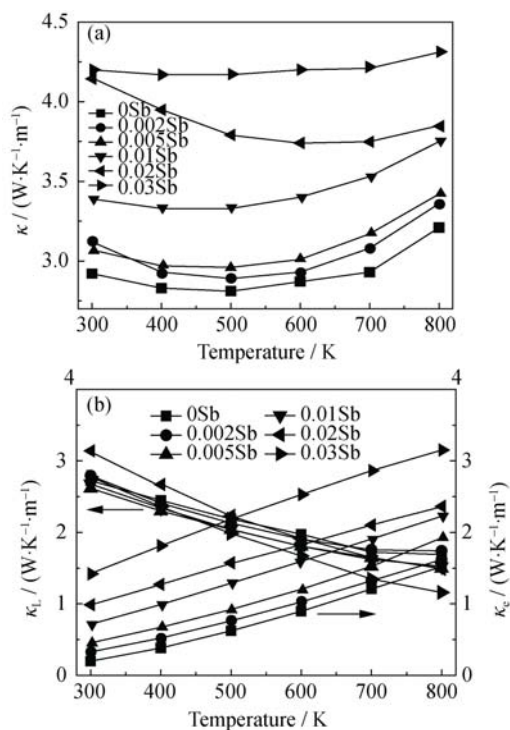 (a)
4.5
4.0
3.5
3.0
κ / (W·K⁻¹·m⁻¹)
0Sb
0.002Sb
0.005Sb
0.01Sb
0.02Sb
0.03Sb
300 400 500 600 700 800
Temperature / K
(b)
4 4
3 3
2 2
1 1
0 0
κL / (W·K⁻¹·m⁻¹)
κe / (W·K⁻¹·m⁻¹)
0Sb 0.01Sb
0.002Sb 0.02Sb
0.005Sb 0.03Sb
300 400 500 600 700 800
Temperature / K